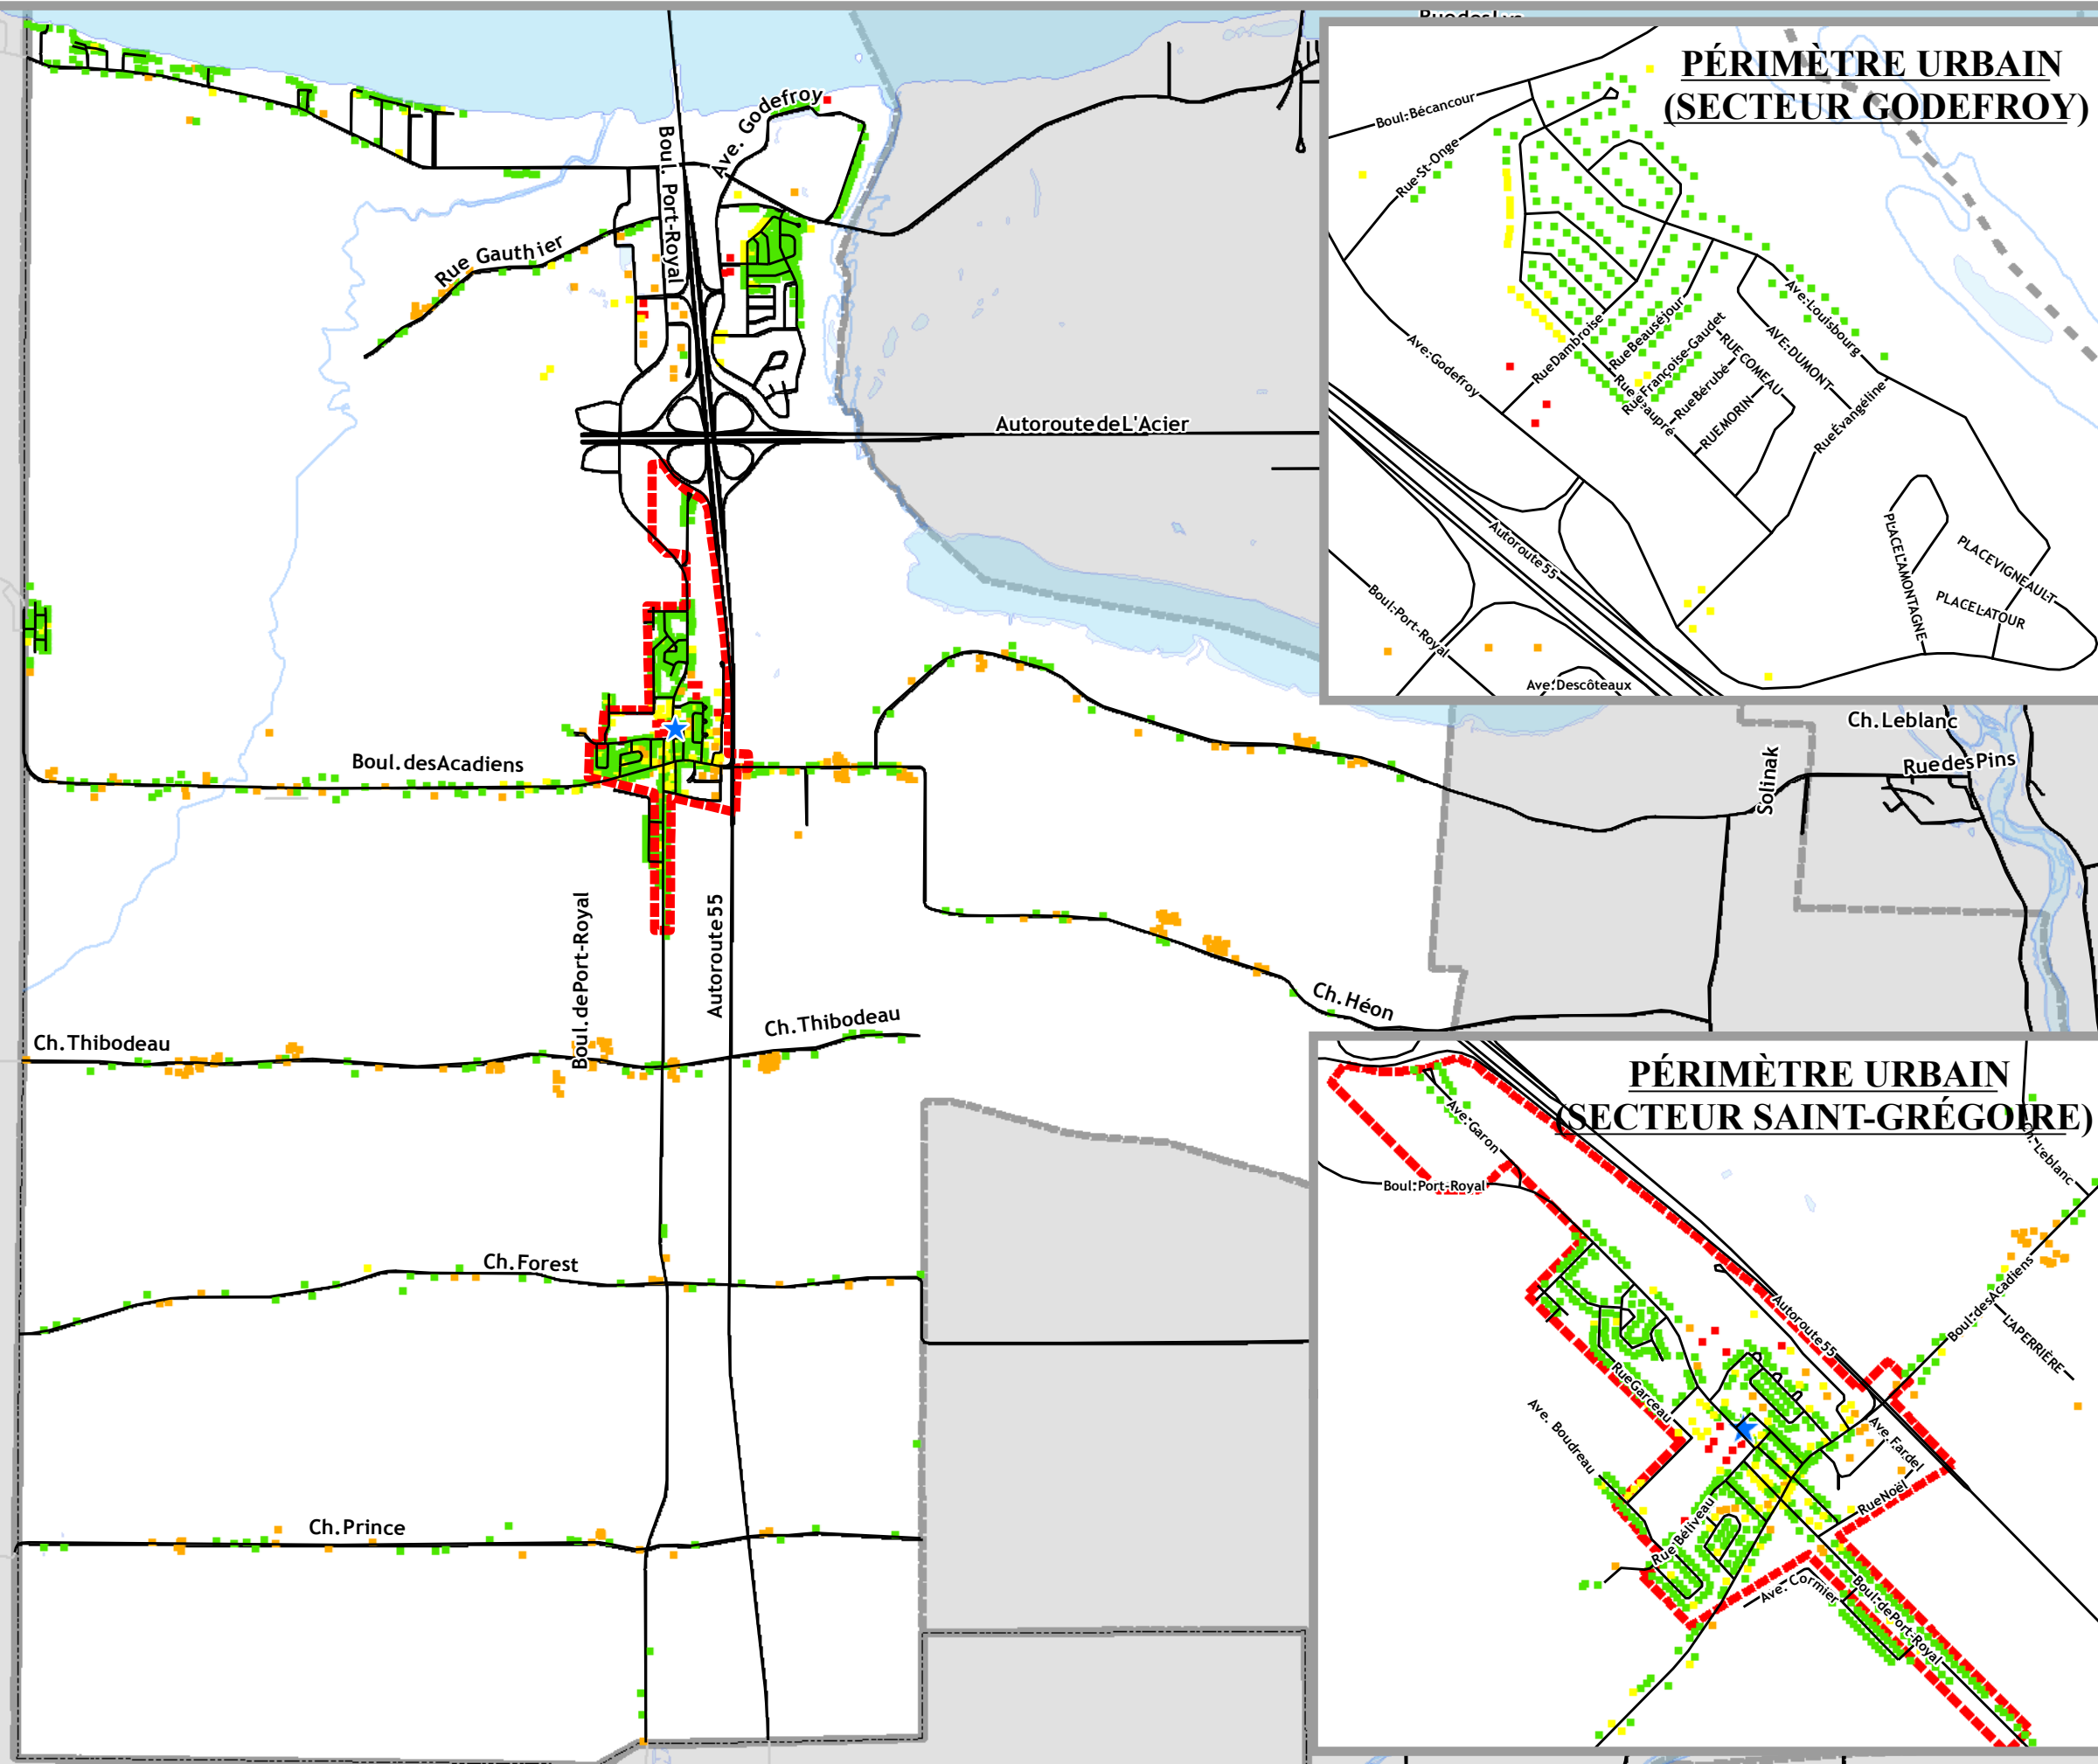 PÉRIMÈTRE URBAIN
(SECTEUR GODEFROY)
Boul. Bécancour
Rue St-Onge
Ave. Godefroy
Rue Dambroise
Rue Beauséjour
Rue Françoise-Gaudet
Rue Beaupré
Rue Bérubé
RUE COMEAU
RUE MORIN
AVE. DUMONT
Ave. Louisbourg
Rue Évangéline
Autoroute 55
Boul. Port-Royal
Ave. Descôteaux
PLACE LAMONTAGNE
PLACE VIGNEAULT
PLACE LATOUR
Ave. Godefroy
Boul. Port-Royal
Rue Gauthier
Autoroute de L'Acier
Boul. des Acadiens
Ch. Leblanc
Rue des Pins
Solinak
Boul. de Port-Royal
Autoroute 55
Ch. Héon
Ch. Thibodeau
Ch. Thibodeau
Ch. Forest
Ch. Prince
PÉRIMÈTRE URBAIN
(SECTEUR SAINT-GRÉGOIRE)
Ave. Garon
Boul. Port-Royal
Ch. Leblanc
Boul. des Acadiens
LAPERRIÈRE
Autoroute 55
Rue Garceau
Ave. Boudreau
Ave. Fardel
Rue Noël
Rue Béliveau
Ave. Cormier
Boul. de Port-Royal